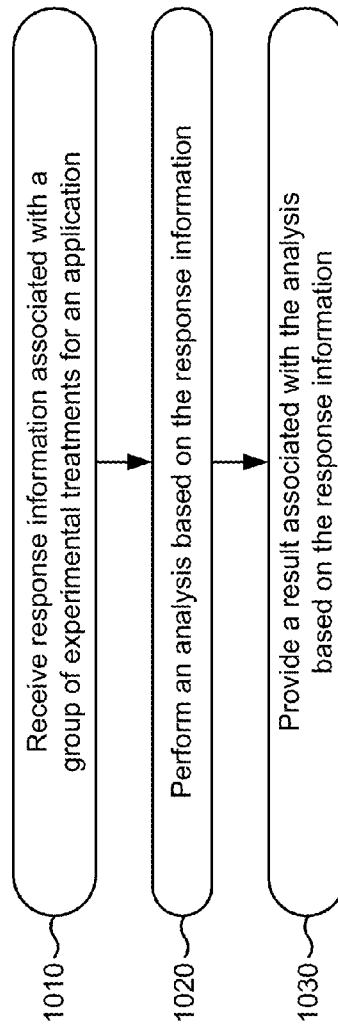 1010
Receive response information associated with a
group of experimental treatments for an application
1020
Perform an analysis based on the response information
1030
Provide a result associated with the analysis
based on the response information